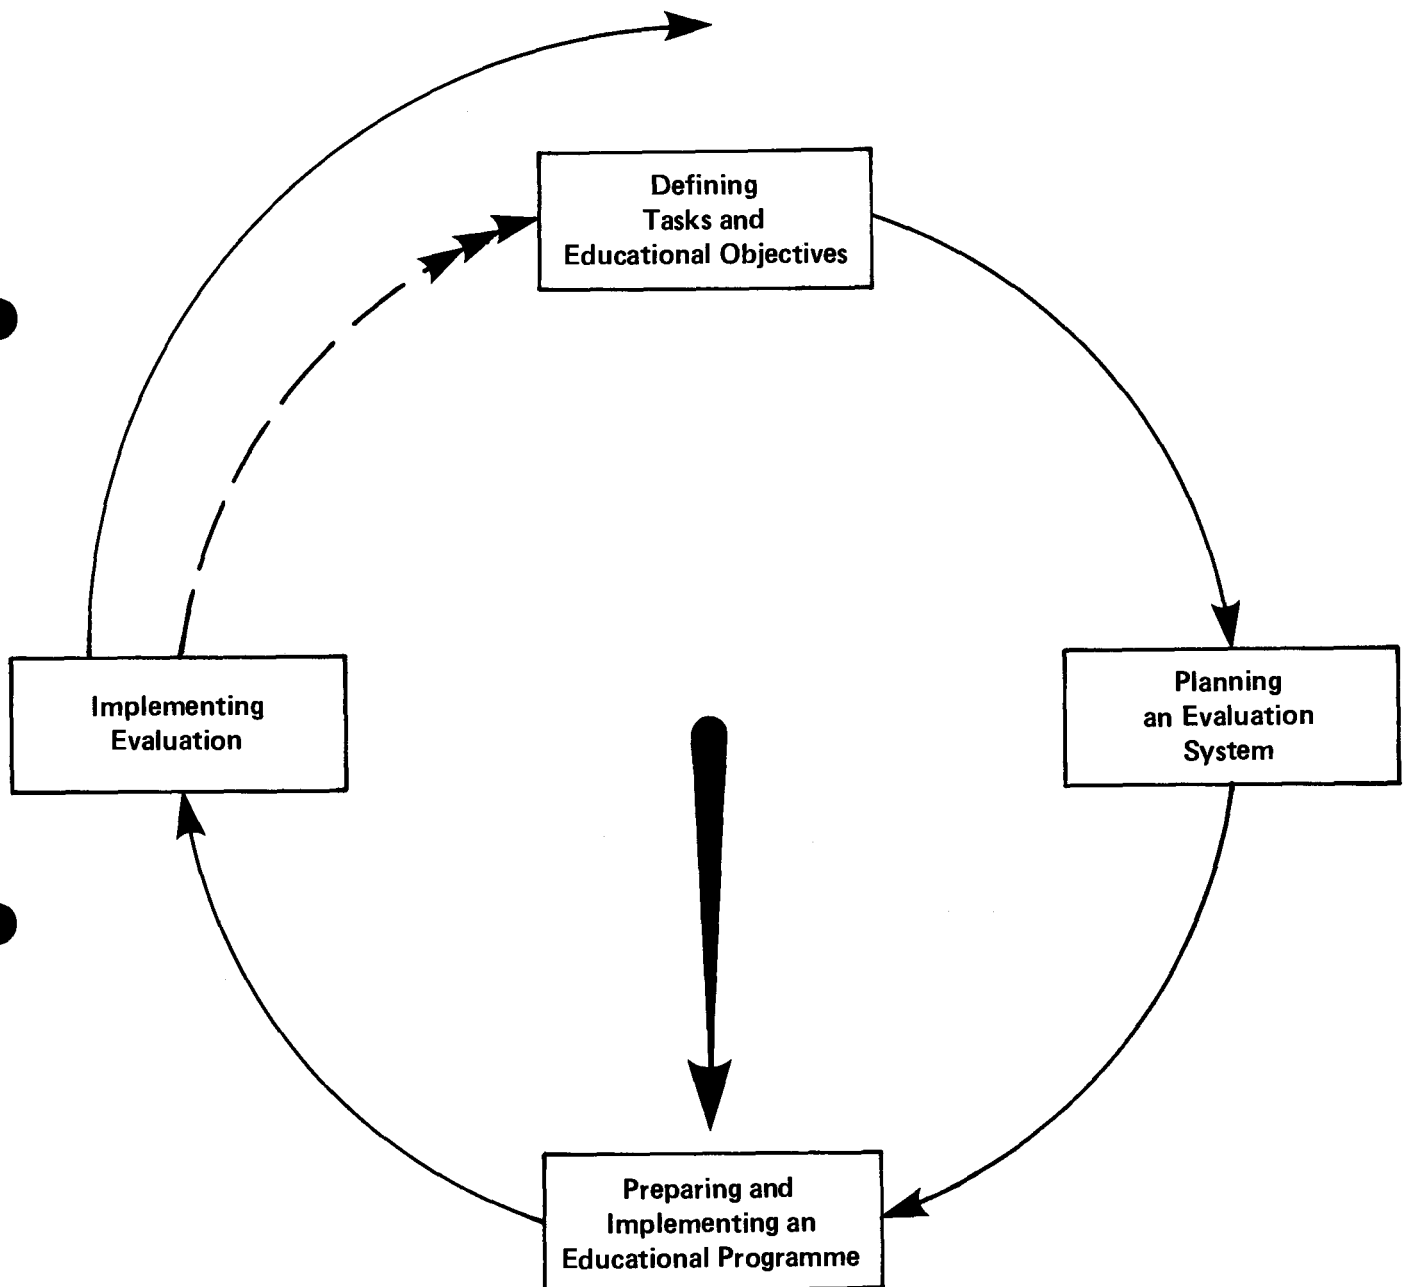 Defining
Tasks and
Educational Objectives
Planning
an Evaluation
System
Implementing
Evaluation
Preparing and
Implementing an
Educational Programme